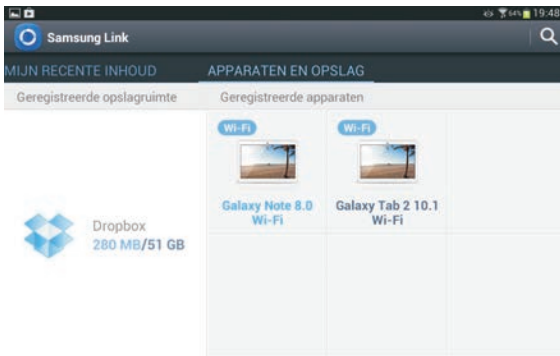 64% 19:48
Samsung Link
MIJN RECENTE INHOUD
APPARATEN EN OPSLAG
Geregistreerde opslagruimte
Geregistreerde apparaten
Wi-Fi
Wi-Fi
Galaxy Note 8.0
Wi-Fi
Galaxy Tab 2 10.1
Wi-Fi
Dropbox
280 MB/51 GB